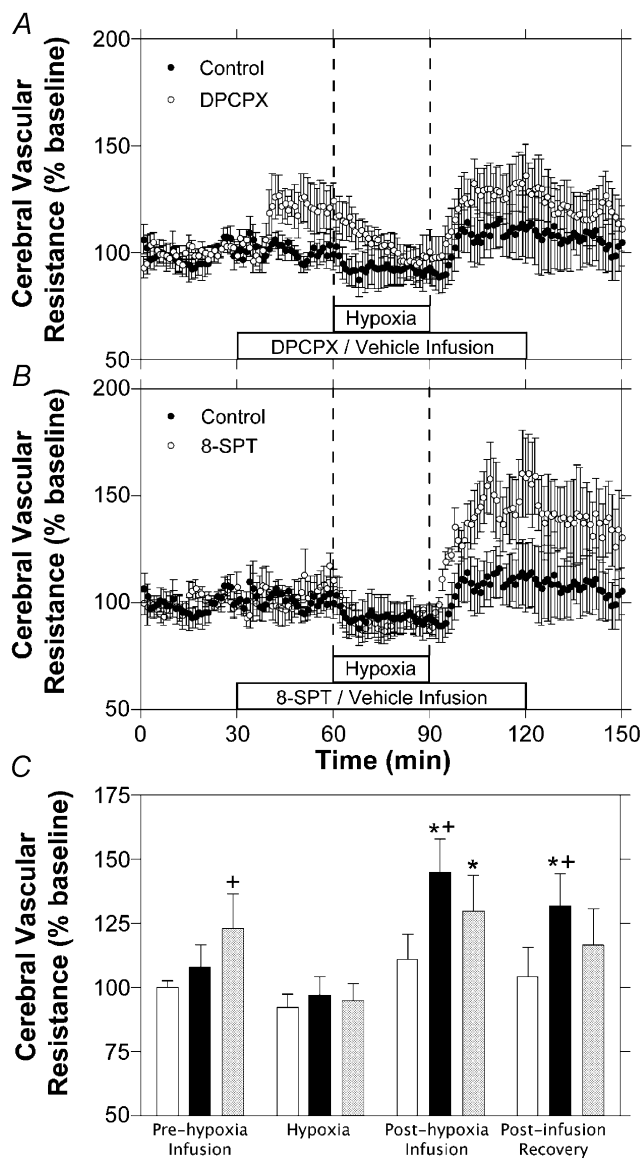 A
Cerebral Vascular
Resistance (% baseline)
200
150
100
50
Control
DPCPX
Hypoxia
DPCPX / Vehicle Infusion
B
Cerebral Vascular
Resistance (% baseline)
200
150
100
50
Control
8-SPT
Hypoxia
8-SPT / Vehicle Infusion
0 30 60 90 120 150
Time (min)
C
Cerebral Vascular
Resistance (% baseline)
175
150
125
100
75
50
+
*+
*
*+
Pre-hypoxia
Infusion
Hypoxia
Post-hypoxia
Infusion
Post-infusion
Recovery